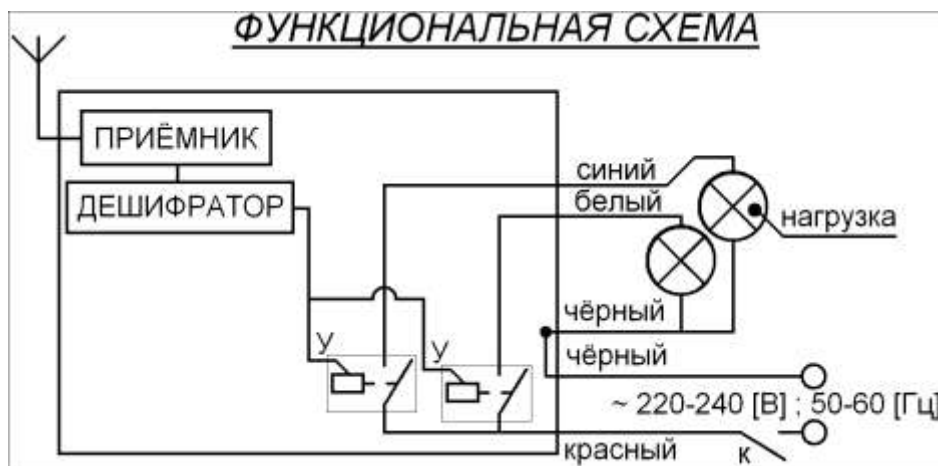 ФУНКЦИОНАЛЬНАЯ СХЕМА
ПРИЁМНИК
ДЕШИФРАТОР
синий
белый
нагрузка
чёрный
чёрный
У
У
~ 220-240 [В] ; 50-60 [Гц]
красный
к